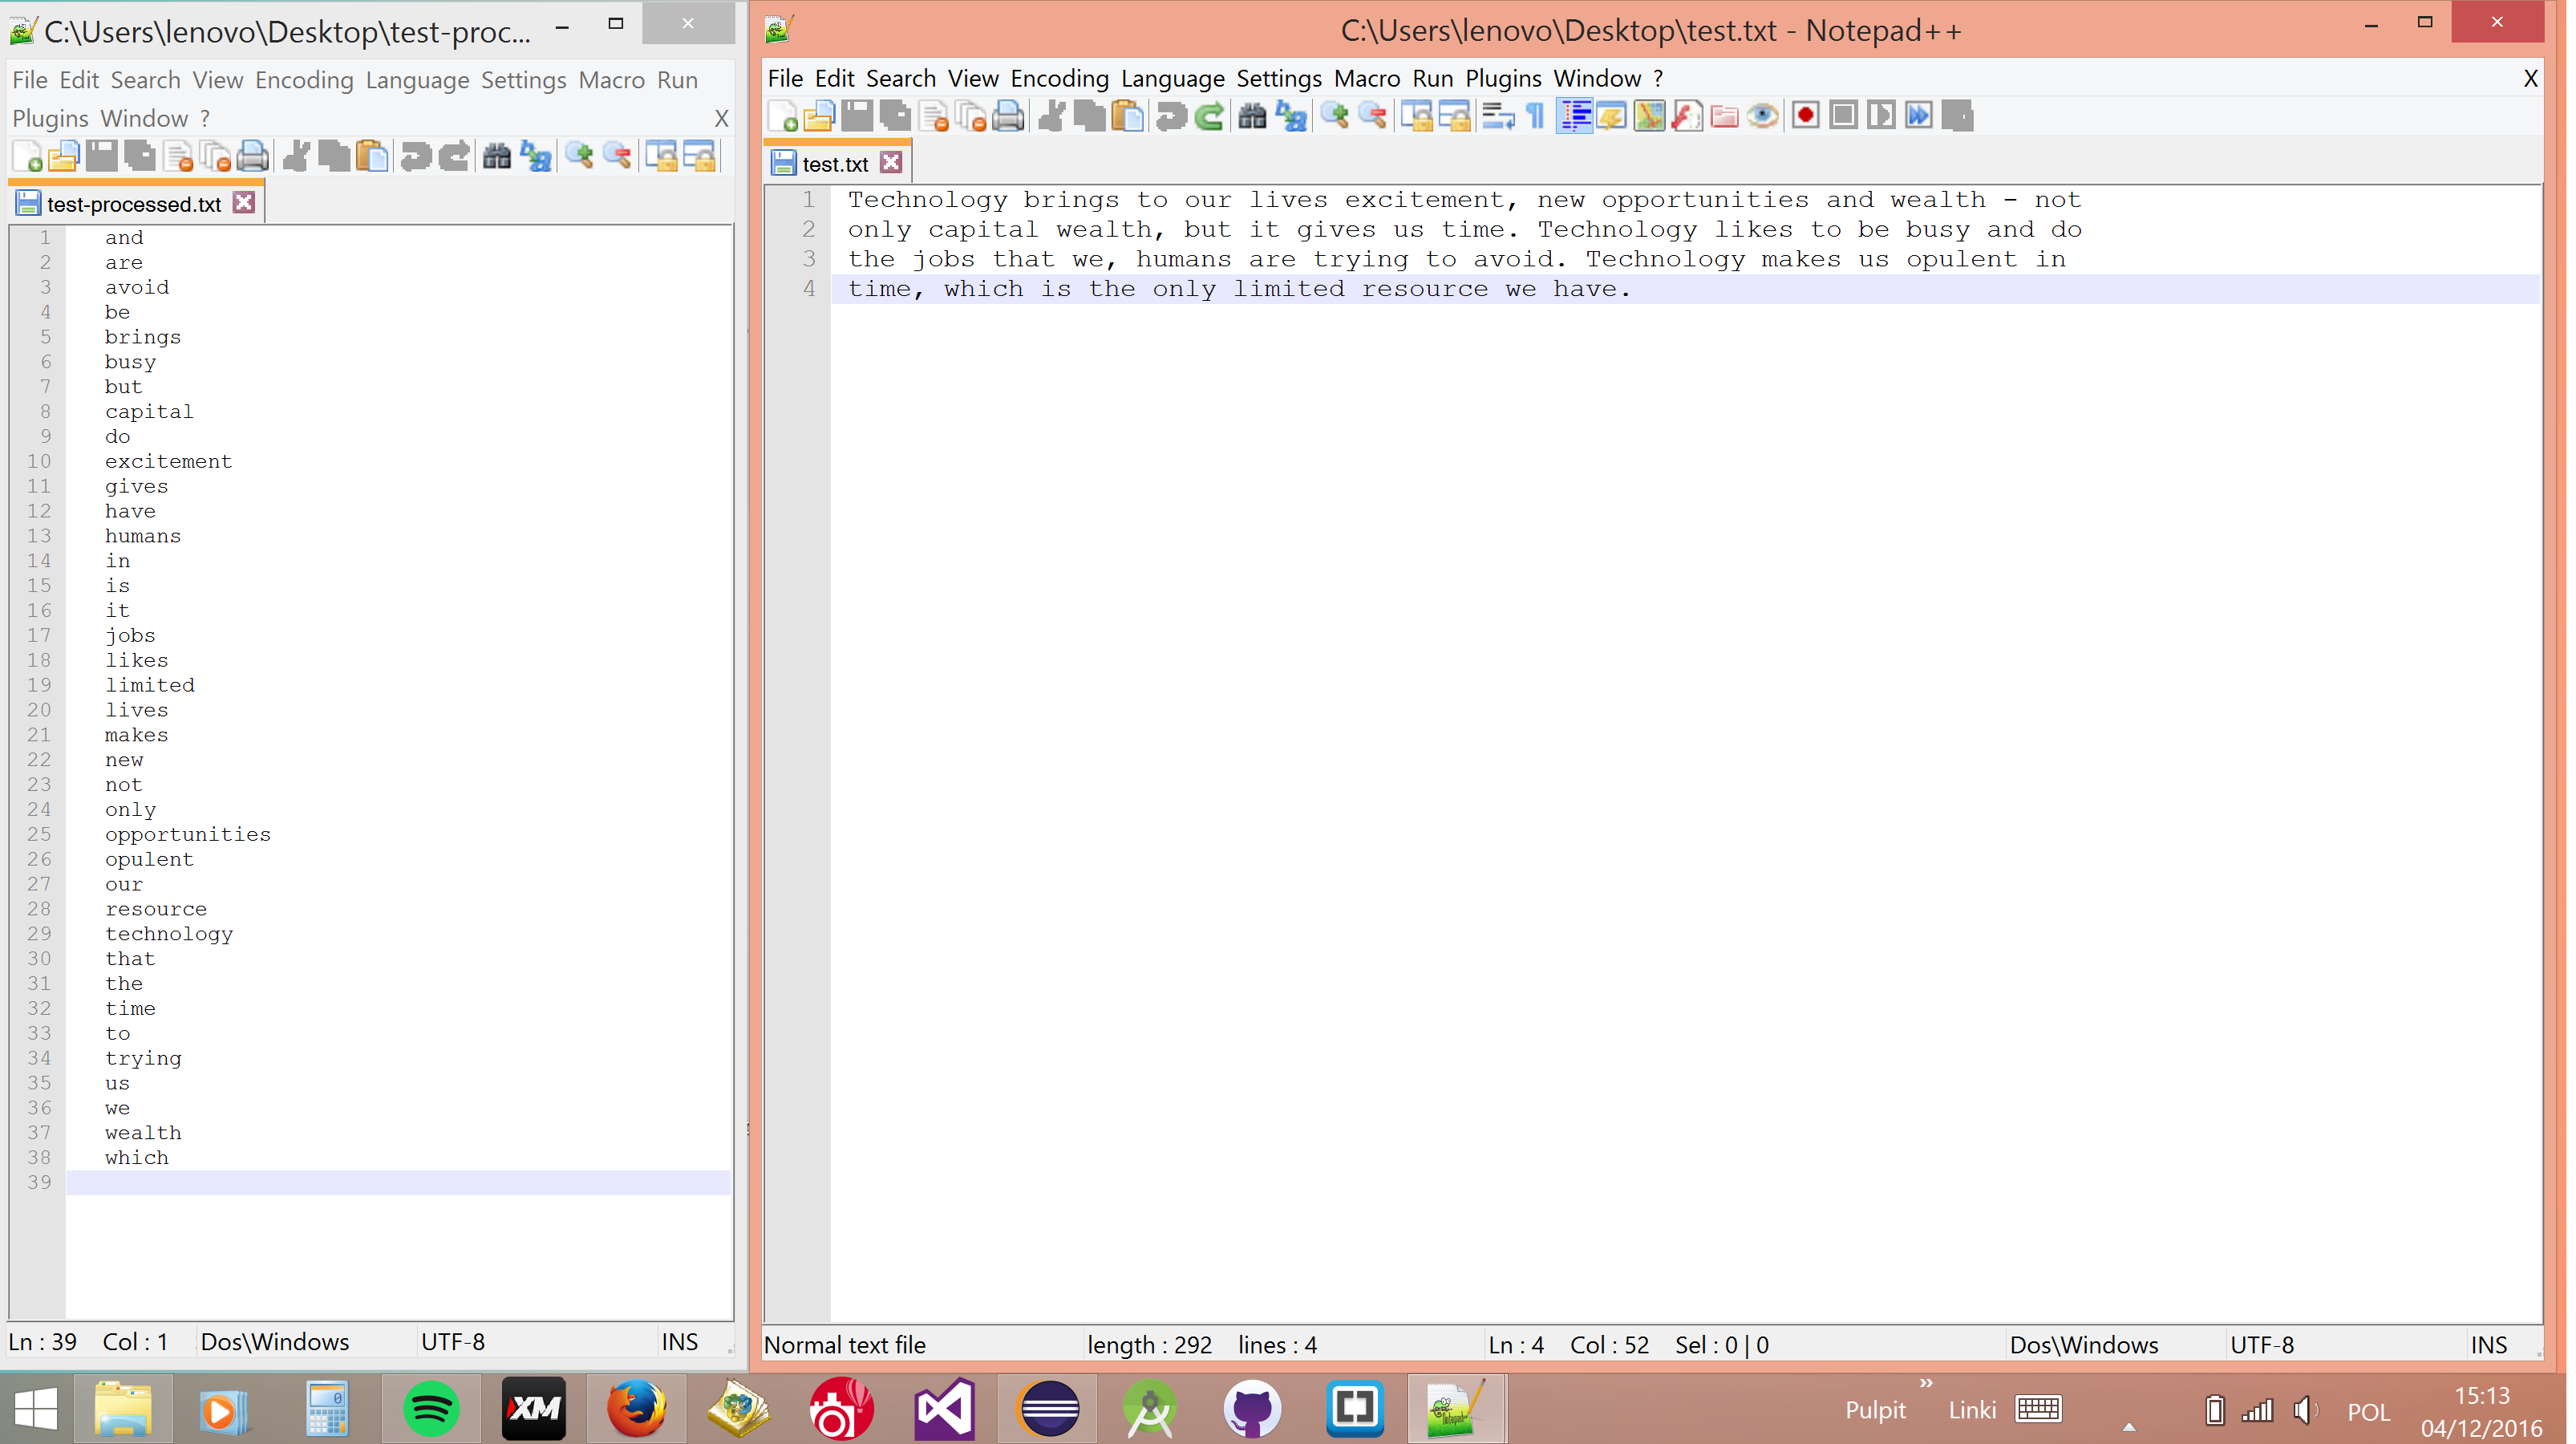 C:\Users\lenovo\Desktop\test-proc...
File Edit Search View Encoding Language Settings Macro Run
Plugins Window ?
X
test-processed.txt
1 and
2 are
3 avoid
4 be
5 brings
6 busy
7 but
8 capital
9 do
10 excitement
11 gives
12 have
13 humans
14 in
15 is
16 it
17 jobs
18 likes
19 limited
20 lives
21 makes
22 new
23 not
24 only
25 opportunities
26 opulent
27 our
28 resource
29 technology
30 that
31 the
32 time
33 to
34 trying
35 us
36 we
37 wealth
38 which
39
Ln : 39 Col : 1 Dos\Windows UTF-8 INS
C:\Users\lenovo\Desktop\test.txt - Notepad++
File Edit Search View Encoding Language Settings Macro Run Plugins Window ? X
test.txt
1 Technology brings to our lives excitement, new opportunities and wealth - not
2 only capital wealth, but it gives us time. Technology likes to be busy and do
3 the jobs that we, humans are trying to avoid. Technology makes us opulent in
4 time, which is the only limited resource we have.
Normal text file length : 292 lines : 4 Ln : 4 Col : 52 Sel : 0 | 0 Dos\Windows UTF-8 INS
XM
Pulpit » Linki POL 15:13
04/12/2016